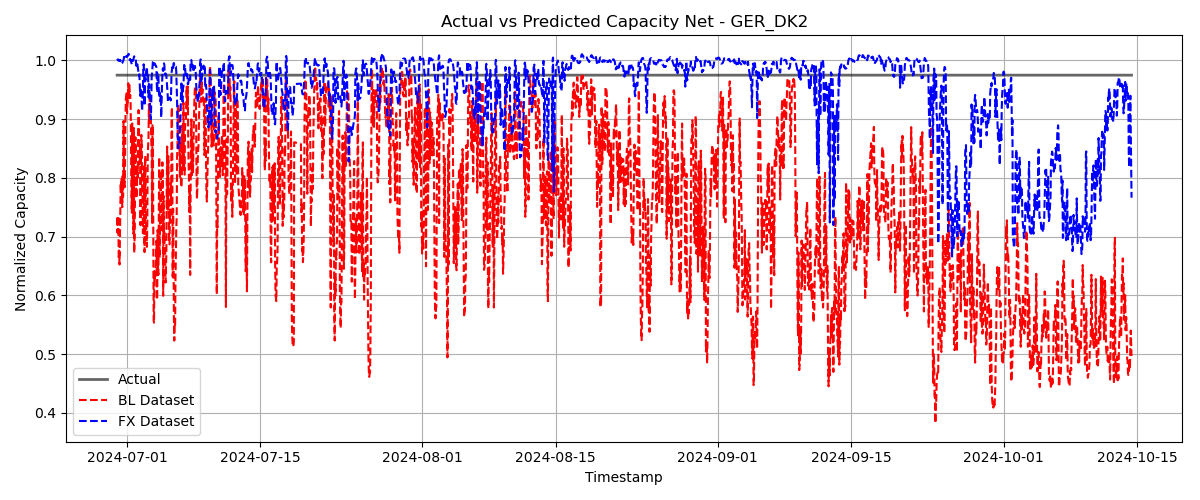 Actual vs Predicted Capacity Net - GER_DK2
Normalized Capacity
1.0
0.9
0.8
0.7
0.6
0.5
0.4
Actual
BL Dataset
FX Dataset
2024-07-01 2024-07-15 2024-08-01 2024-08-15 2024-09-01 2024-09-15 2024-10-01 2024-10-15
Timestamp